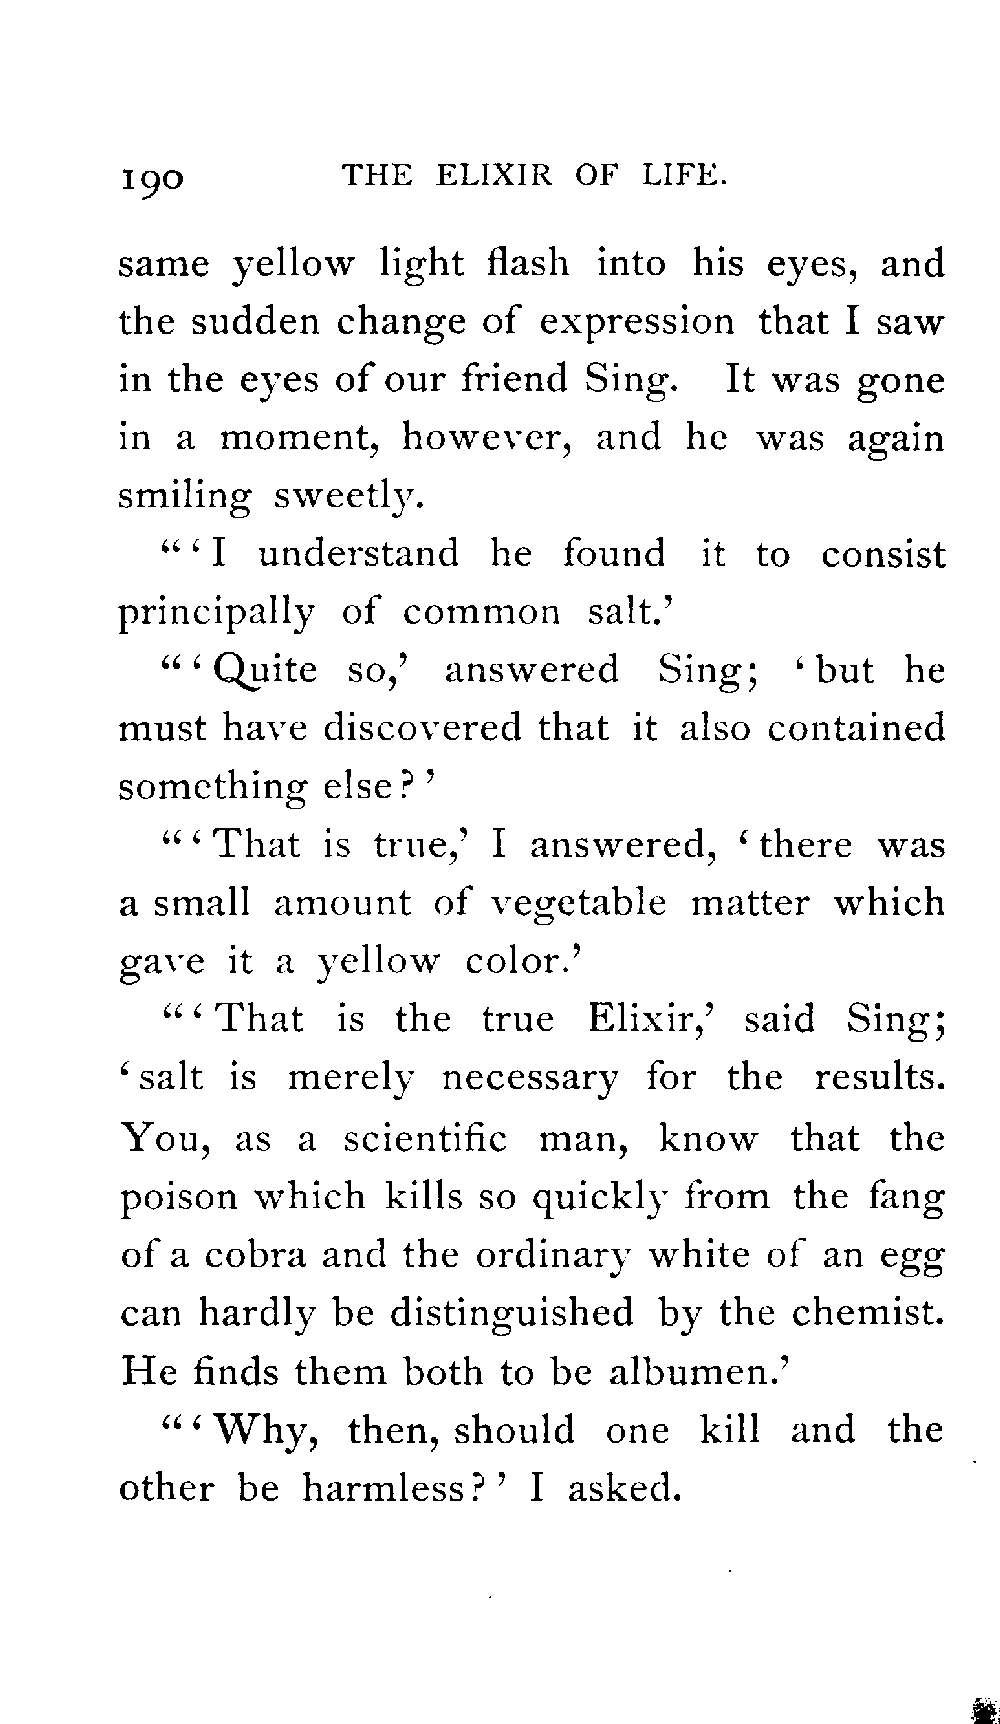 190 THE ELIXIR OF LIFE.
same yellow light flash into his eyes, and
the sudden change of expression that I saw
in the eyes of our friend Sing. It was gone
in a moment, however, and he was again
smiling sweetly.
“ ‘ I understand he found it to consist
principally of common salt.’
“ ‘ Quite so,’ answered Sing; ‘ but he
must have discovered that it also contained
something else ? ’
“ ‘ That is true,’ I answered, ‘ there was
a small amount of vegetable matter which
gave it a yellow color.’
“ ‘ That is the true Elixir,’ said Sing;
‘ salt is merely necessary for the results.
You, as a scientific man, know that the
poison which kills so quickly from the fang
of a cobra and the ordinary white of an egg
can hardly be distinguished by the chemist.
He finds them both to be albumen.’
“ ‘ Why, then, should one kill and the
other be harmless ? ’ I asked.